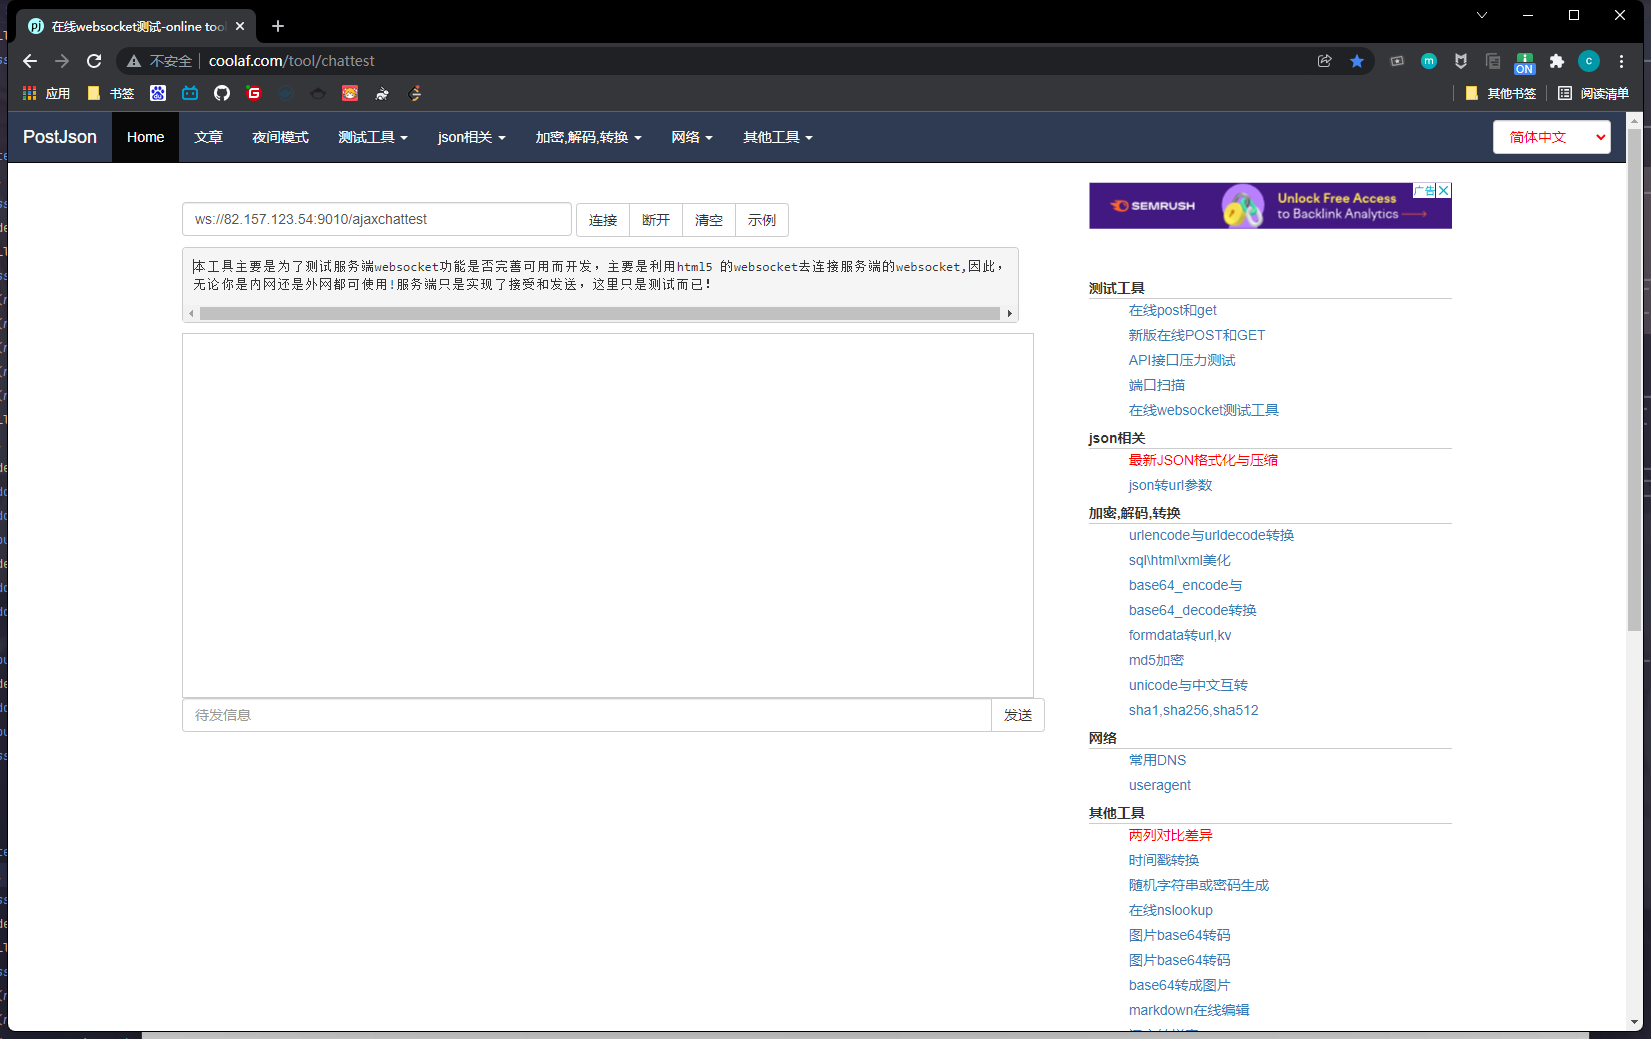 在线websocket测试-online tool
不安全
coolaf.com/tool/chattest
ON
c
m
应用
书签
其他书签
阅读清单
PostJson
Home
文章
夜间模式
测试工具
json相关
加密,解码,转换
网络
其他工具
简体中文
ws://82.157.123.54:9010/ajaxchattest
连接
断开
清空
示例
本工具主要是为了测试服务端websocket功能是否完善可用而开发，主要是利用html5 的websocket去连接服务端的websocket,因此，
无论你是内网还是外网都可使用!服务端只是实现了接受和发送，这里只是测试而已!
待发信息
发送
SEMRUSH
Unlock Free Access
to Backlink Analytics
广告
测试工具
在线post和get
新版在线POST和GET
API接口压力测试
端口扫描
在线websocket测试工具
json相关
最新JSON格式化与压缩
json转url参数
加密,解码,转换
urlencode与urldecode转换
sql\html\xml美化
base64_encode与
base64_decode转换
formdata转url,kv
md5加密
unicode与中文互转
sha1,sha256,sha512
网络
常用DNS
useragent
其他工具
两列对比差异
时间戳转换
随机字符串或密码生成
在线nslookup
图片base64转码
图片base64转码
base64转成图片
markdown在线编辑